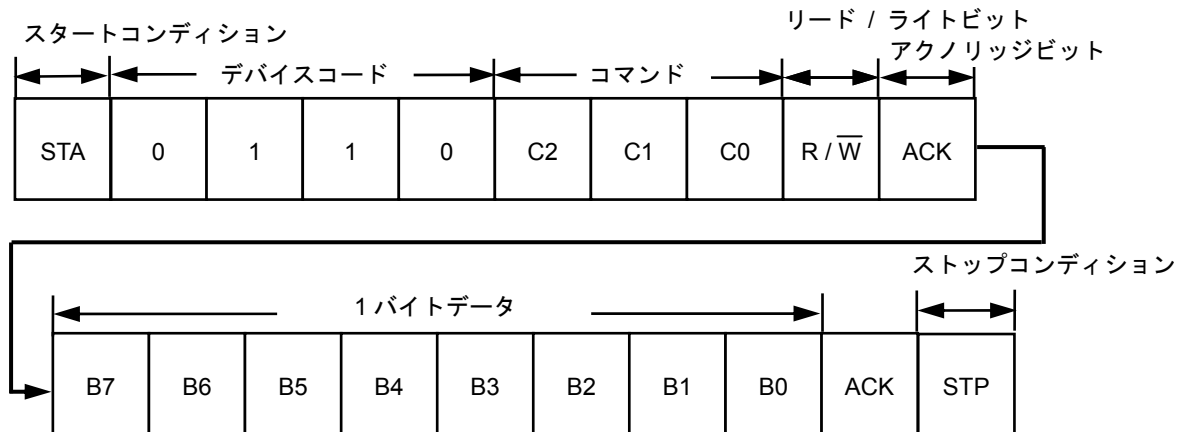 リード / ライトビット
スタートコンディション
アクノリッジビット
デバイスコード
コマンド
STA 0 1 1 0 C2 C1 C0 R / W̅ ACK
ストップコンディション
1 バイトデータ
B7 B6 B5 B4 B3 B2 B1 B0 ACK STP